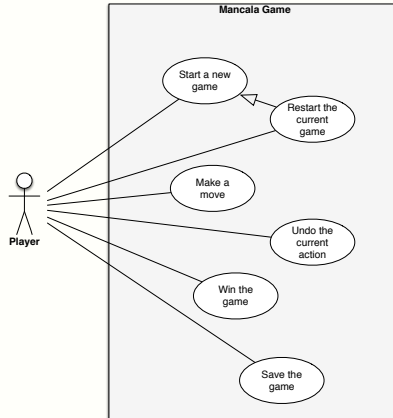 Mancala Game
Start a new
game
Restart the
current
game
Make a
move
Player
Undo the
current
action
Win the
game
Save the
game